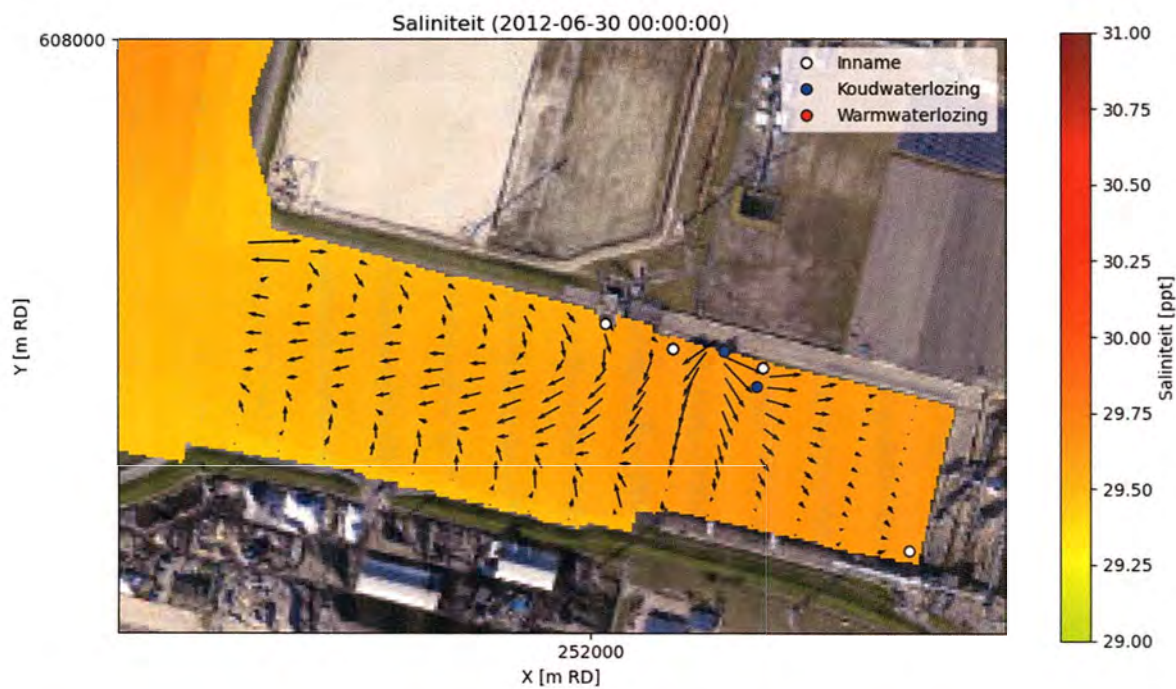 Saliniteit (2012-06-30 00:00:00)
608000
Inname
Koudwaterlozing
Warmwaterlozing
Y [m RD]
252000
X [m RD]
31.00
30.75
30.50
30.25
30.00
29.75
29.50
29.25
29.00
Saliniteit [ppt]